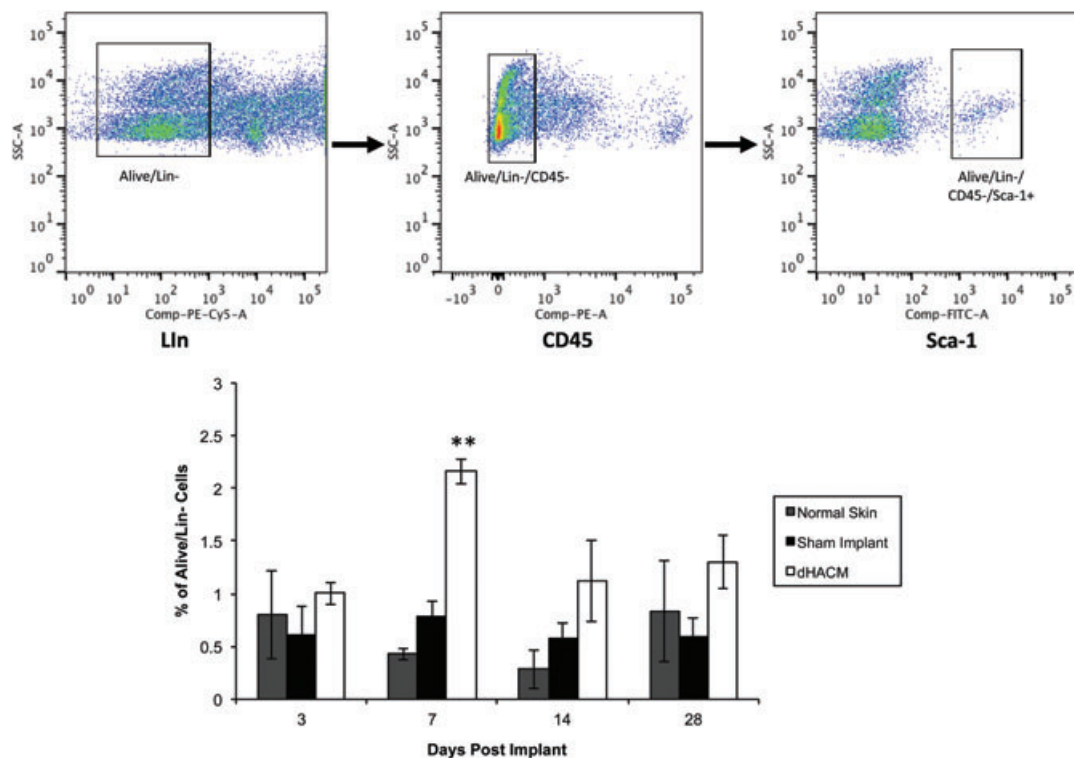 SSC-A
10^5
10^4
10^3
10^2
10^1
10^0
Alive/Lin-
10^0 10^1 10^2 10^3 10^4 10^5
Comp-PE-Cy5-A
LIn
SSC-A
10^5
10^4
10^3
10^2
10^1
10^0
Alive/Lin-/CD45-
-10^3 0 10^3 10^4 10^5
Comp-PE-A
CD45
SSC-A
10^5
10^4
10^3
10^2
10^1
10^0
Alive/Lin-/
CD45-/Sca-1+
10^0 10^1 10^2 10^3 10^4 10^5
Comp-FITC-A
Sca-1
% of Alive/Lin- Cells
3
2.5
2
1.5
1
0.5
0
**
3 7 14 28
Days Post Implant
Normal Skin
Sham Implant
dHACM